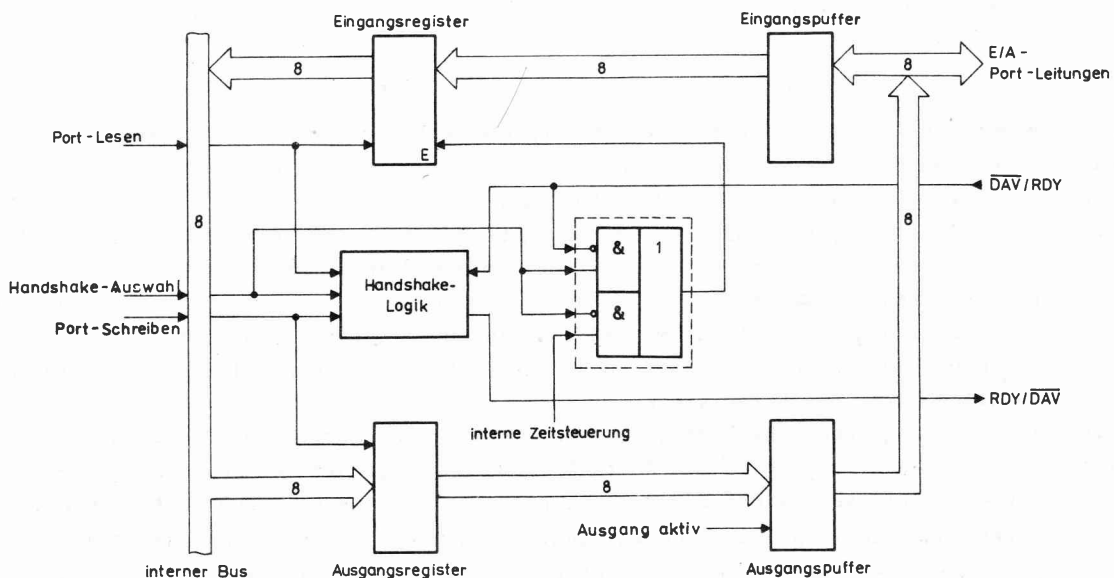 Eingangsregister
Eingangspuffer
E/A-
Port-Leitungen
8
8
8
Port-Lesen
E
DAV/RDY
8
8
&
1
Handshake-
Logik
Handshake-Auswahl
Port-Schreiben
&
RDY/DAV
interne Zeitsteuerung
8
8
Ausgang aktiv
interner Bus
Ausgangsregister
Ausgangspuffer